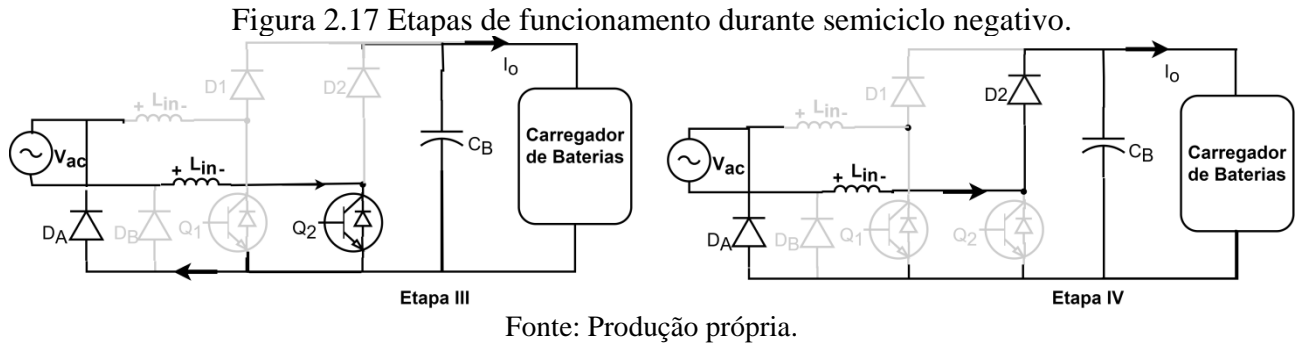 Figura 2.17 Etapas de funcionamento durante semiciclo negativo.
D1
D2
Io
+ Lin-
Vac
+ Lin-
CB
Carregador
de Baterias
DA
DB
Q1
Q2
Etapa III
D1
D2
Io
+ Lin-
Vac
+ Lin-
CB
Carregador
de Baterias
DA
DB
Q1
Q2
Etapa IV
Fonte: Produção própria.